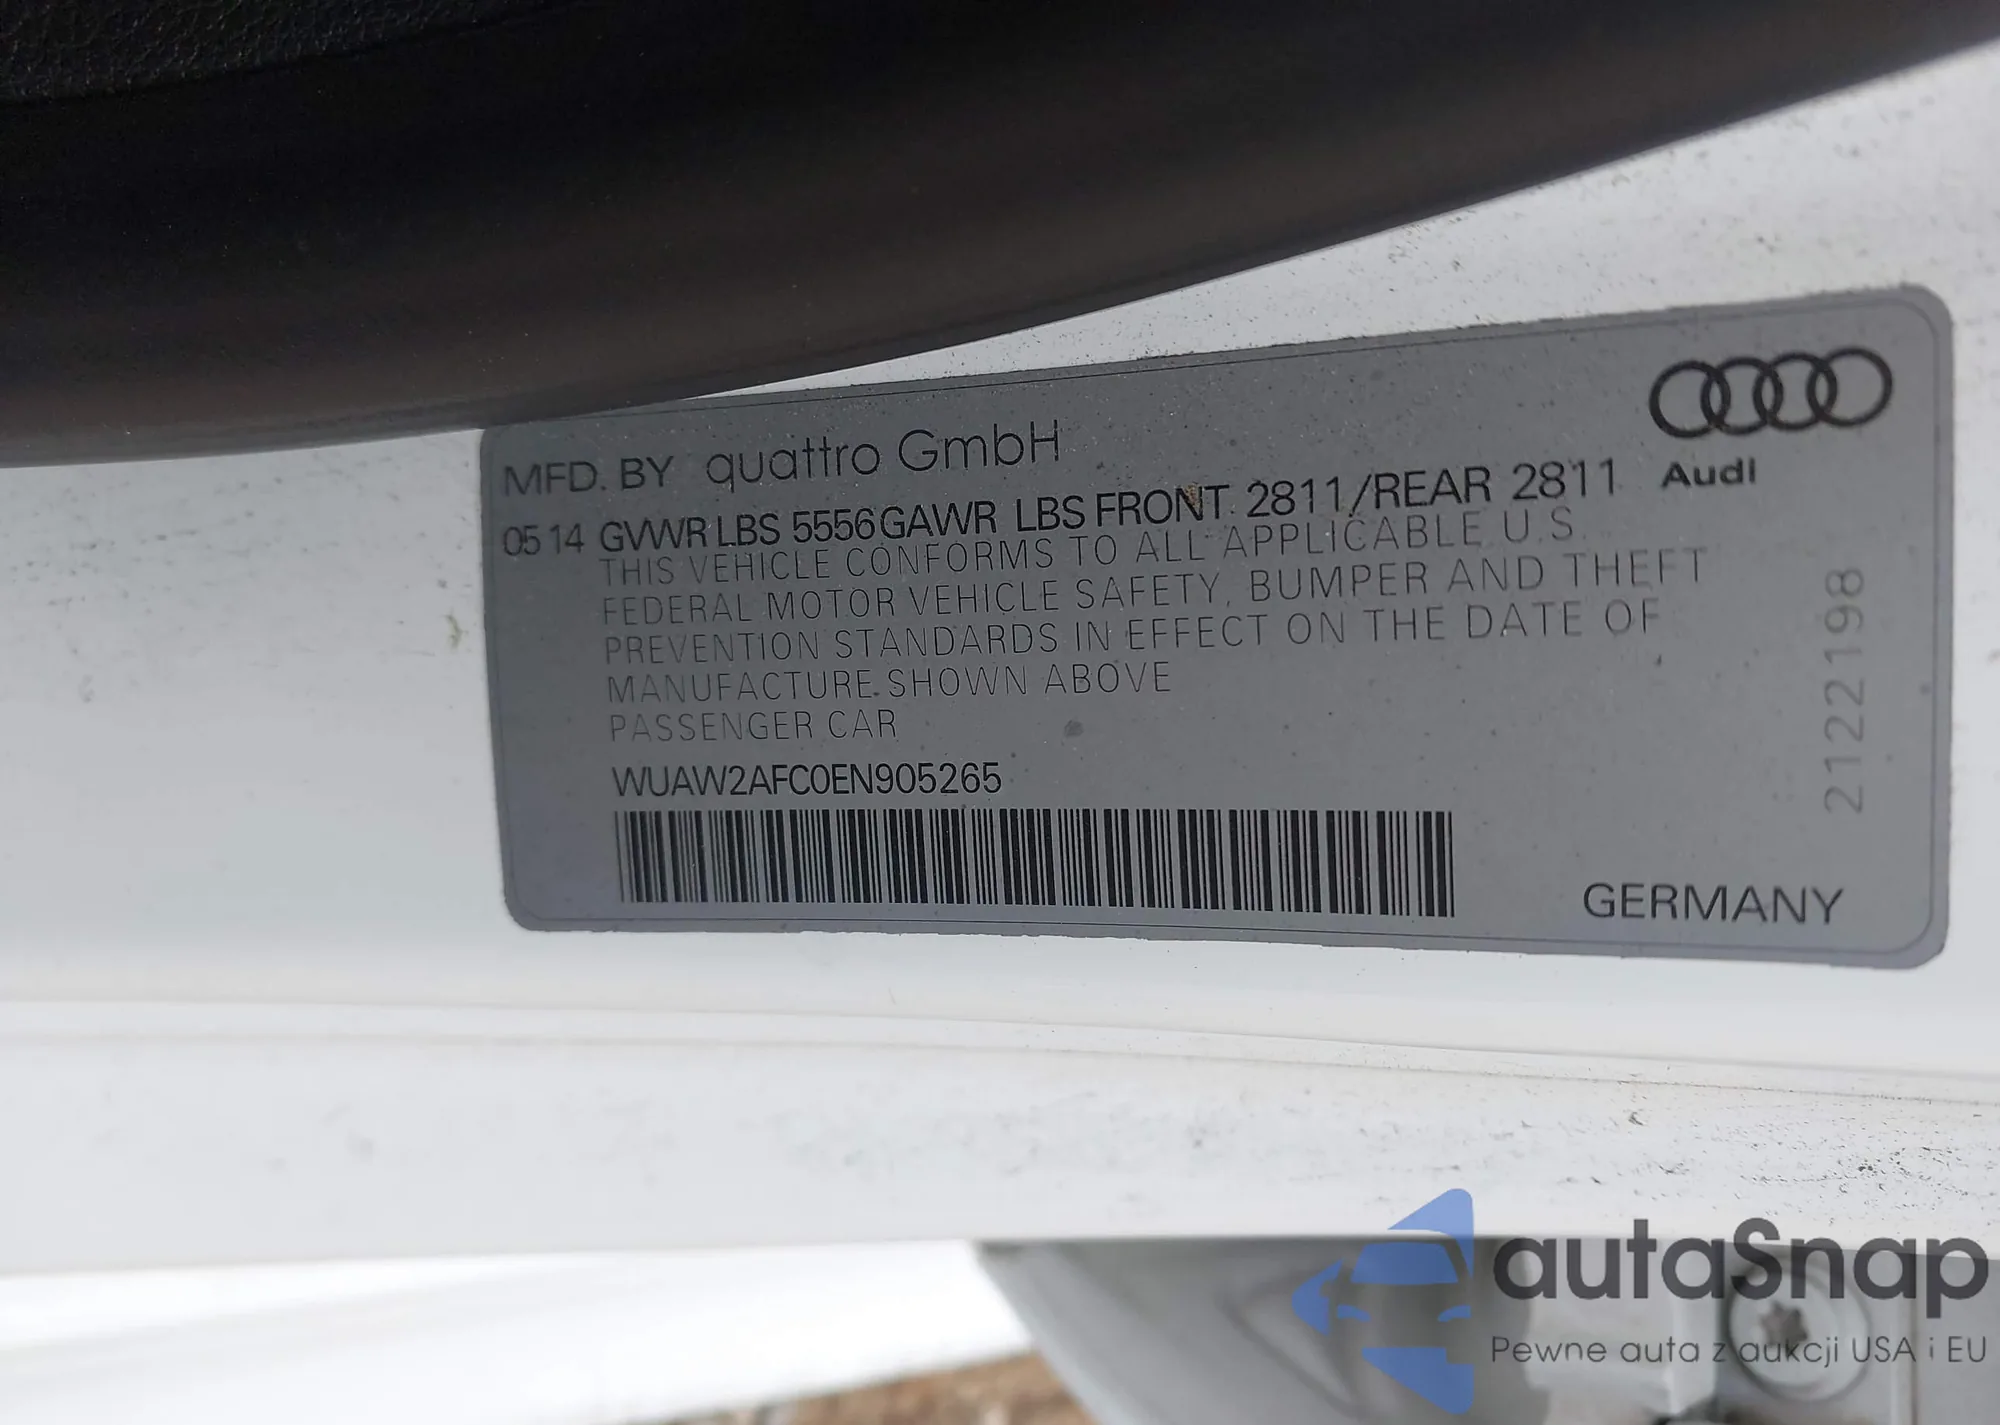 MFD. BY quattro GmbH
Audi
05 14 GVWR LBS 5556 GAWR LBS FRONT 2811/REAR 2811
THIS VEHICLE CONFORMS TO ALL APPLICABLE U.S.
FEDERAL MOTOR VEHICLE SAFETY, BUMPER AND THEFT
PREVENTION STANDARDS IN EFFECT ON THE DATE OF
MANUFACTURE SHOWN ABOVE
PASSENGER CAR
WUAW2AFC0EN905265
2122198
GERMANY
autaSnap
Pewne auta z aukcji USA i EU